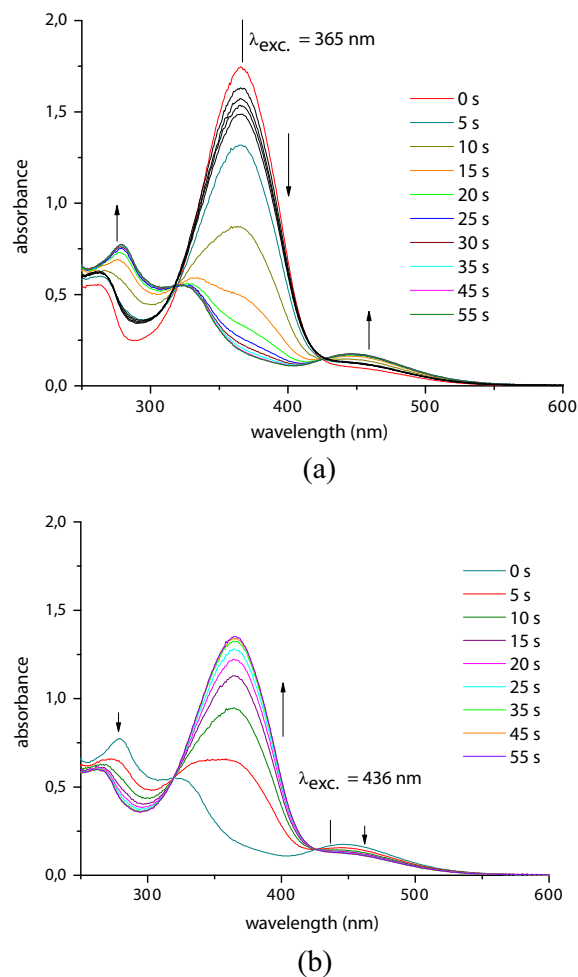 2,0
1,5
1,0
0,5
0,0
absorbance
λexc. = 365 nm
0 s
5 s
10 s
15 s
20 s
25 s
30 s
35 s
45 s
55 s
300 400 500 600
wavelength (nm)
(a)
2,0
1,5
1,0
0,5
0,0
absorbance
λexc. = 436 nm
0 s
5 s
10 s
15 s
20 s
25 s
35 s
45 s
55 s
300 400 500 600
wavelength (nm)
(b)